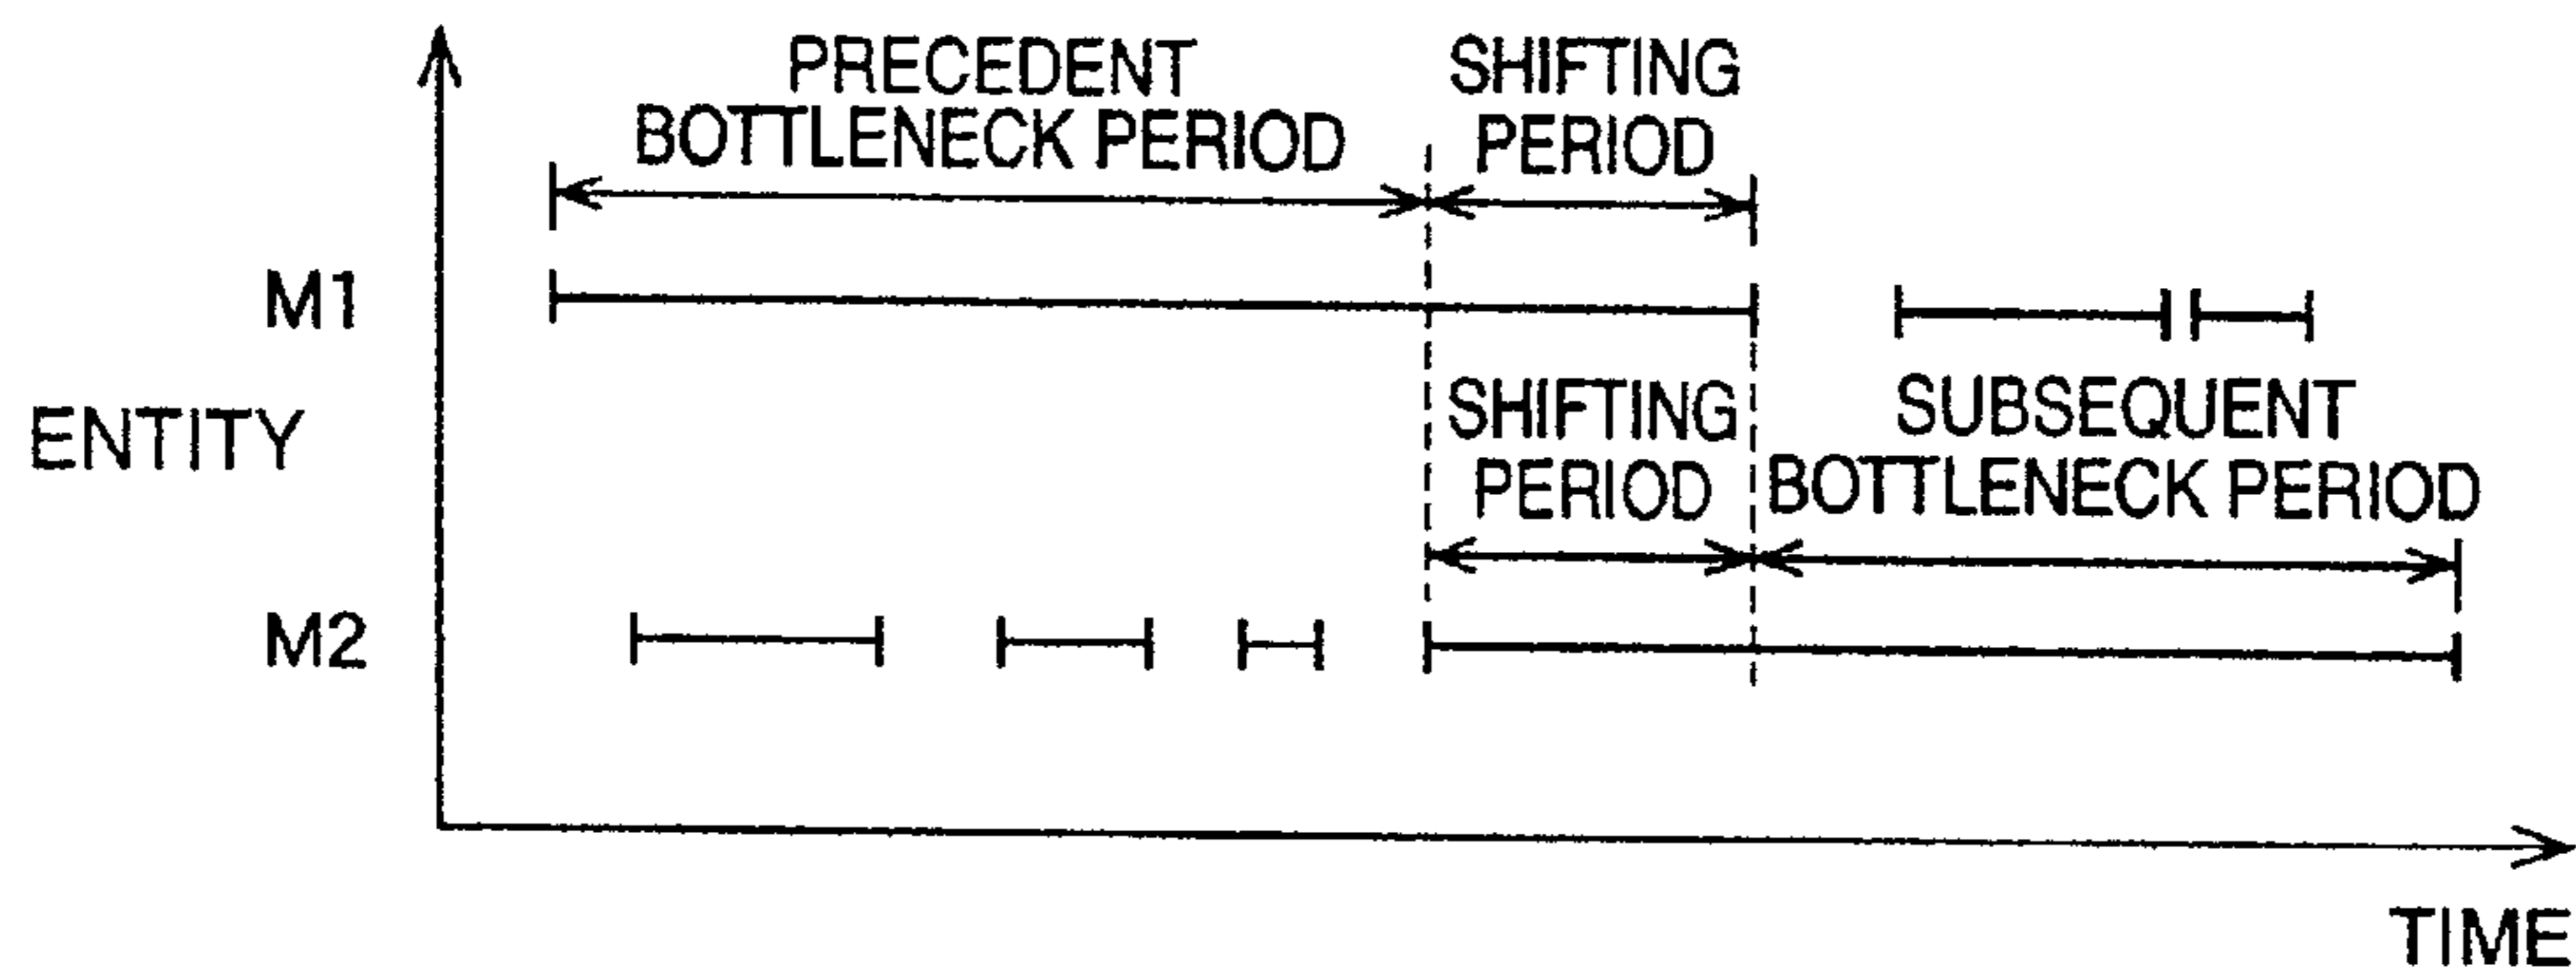 PRECEDENT
BOTTLENECK PERIOD
SHIFTING
PERIOD
M1
ENTITY
SHIFTING
PERIOD
SUBSEQUENT
BOTTLENECK PERIOD
M2
TIME